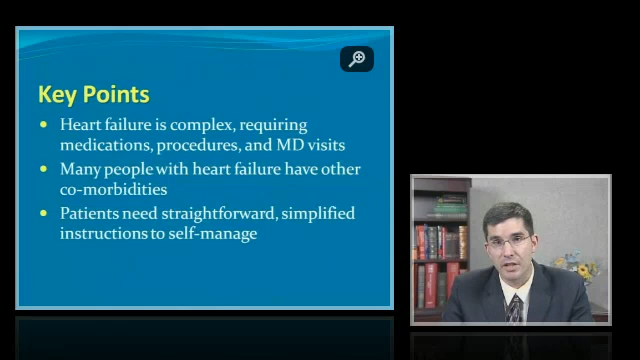 Key Points
• Heart failure is complex, requiring
medications, procedures, and MD visits
• Many people with heart failure have other
co-morbidities
• Patients need straightforward, simplified
instructions to self-manage